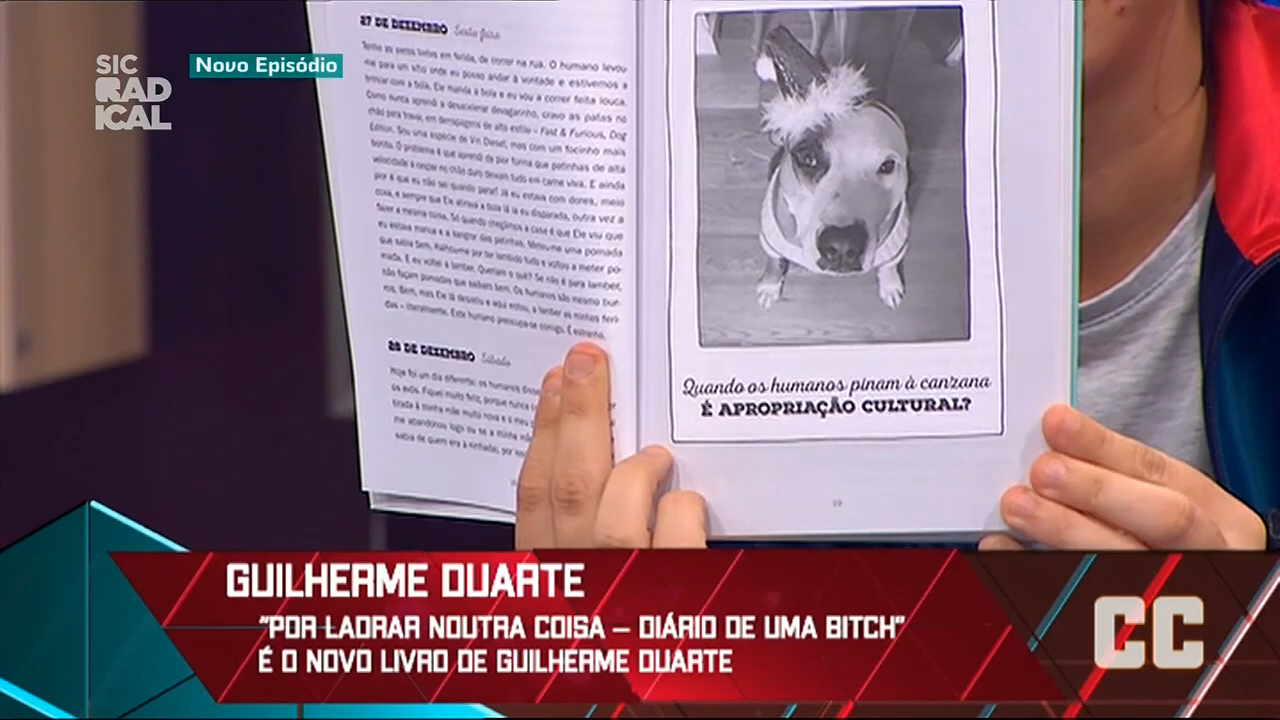 SIC
RAD
ICAL
Novo Episódio
27 DE DEZEMBRO Sexta-feira
Tenho as patas todas em ferida, de correr na rua. O humano levou-
me para um sítio onde eu posso andar à vontade e estivemos a
brincar com a bola. Ele manda a bola e eu vou a correr feita louca.
Como nunca aprendi a desacelerar devagarinho, cravo as patas no
chão para travar, em derrapagens de alto estilo – Fast & Furious, Dog
Edition. Sou uma espécie de Vin Diesel, mas com um focinho mais
bonito. O problema é que aprendi da pior forma que patinhas de alta
velocidade a raspar no chão duro deixam tudo em carne viva. E ainda
pior é que eu não sei quando parar! Já eu estava com dores, meio
coxa, e sempre que Ele atirava a bola lá ia eu disparada, outra vez a
fazer a mesma coisa. Só quando chegámos a casa é que Ele viu que
eu estava manca e a sangrar das patinhas. Meteu-me uma pomada
que sabia bem. Ralhou-me por ter lambido tudo e voltou a meter po-
mada. E eu voltei a lamber. Queriam o quê? Se não é para lamber,
não façam pomadas que saibam bem. Os humanos são mesmo bur-
ros. Bem, mas Ele lá desistiu e aqui estou, a lamber as minhas feri-
das – literalmente. Este humano preocupa-se comigo. É estranho.
28 DE DEZEMBRO Sábado
Hoje foi um dia diferente: os humanos
os avós. Fiquei muito feliz, porque nunca
tirada à minha mãe muito nova e o meu
me abandonou logo ou se a minha mãe
sabia de quem era a ninhada, por
Quando os humanos pinam à canzana
É APROPRIAÇÃO CULTURAL?
GUILHERME DUARTE
"POR LADRAR NOUTRA COISA – DIÁRIO DE UMA BITCH"
É O NOVO LIVRO DE GUILHERME DUARTE
CC